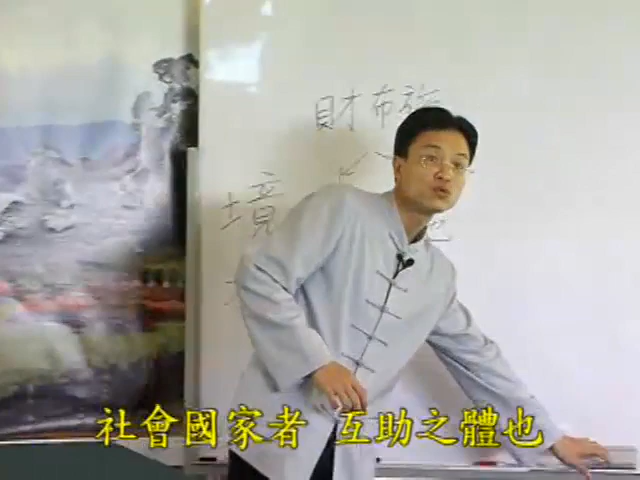 財布施
境
社會國家者 互助之體也